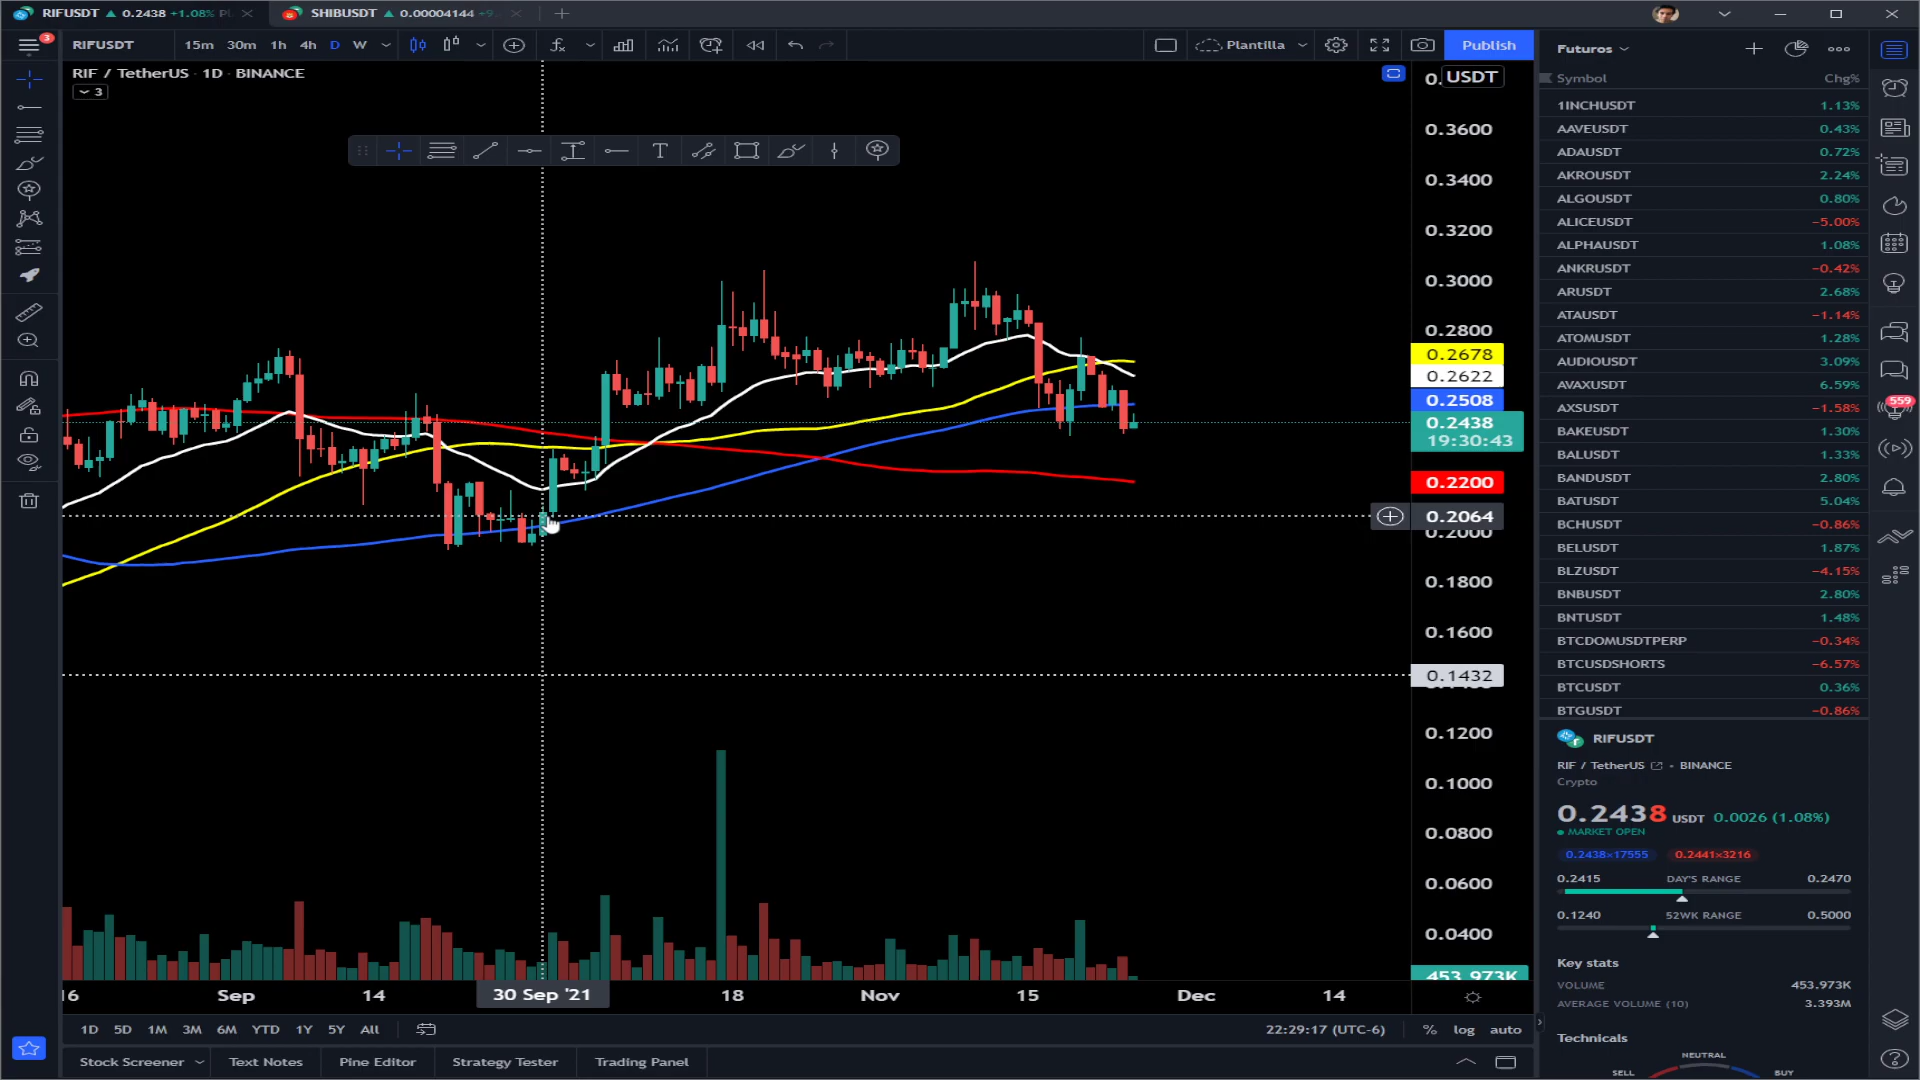 RIFUSDT ▲ 0.2438 +1.08%
SHIBUSDT ▲ 0.00004144
3
RIFUSDT
15m 30m 1h 4h D W
Plantilla
Publish
RIF / TetherUS · 1D · BINANCE
3
USDT
0.3600
0.3400
0.3200
0.3000
0.2800
0.2678
0.2622
0.2508
0.2438
19:30:43
0.2200
0.2064
0.2000
0.1800
0.1600
0.1432
0.1200
0.1000
0.0800
0.0600
0.0400
453.973K
16 Sep 14 30 Sep '21 18 Nov 15 Dec 14
1D 5D 1M 3M 6M YTD 1Y 5Y All
22:29:17 (UTC-6) % log auto
Stock Screener Text Notes Pine Editor Strategy Tester Trading Panel
Futuros
Symbol Chg%
1INCHUSDT 1.13%
AAVEUSDT 0.43%
ADAUSDT 0.72%
AKROUSDT 2.24%
ALGOUSDT 0.80%
ALICEUSDT −5.00%
ALPHAUSDT 1.08%
ANKRUSDT −0.42%
ARUSDT 2.68%
ATAUSDT −1.14%
ATOMUSDT 1.28%
AUDIOUSDT 3.09%
AVAXUSDT 6.59%
AXSUSDT −1.58%
BAKEUSDT 1.30%
BALUSDT 1.33%
BANDUSDT 2.80%
BATUSDT 5.04%
BCHUSDT −0.86%
BELUSDT 1.87%
BLZUSDT −4.15%
BNBUSDT 2.80%
BNTUSDT 1.48%
BTCDOMUSDTPERP −0.34%
BTCUSDSHORTS −6.57%
BTCUSDT 0.36%
BTGUSDT −0.86%
559
RIFUSDT
RIF / TetherUS · BINANCE
Crypto
0.2438 USDT 0.0026 (1.08%)
MARKET OPEN
0.2438×17555 0.2441×3216
0.2415 DAY'S RANGE 0.2470
0.1240 52WK RANGE 0.5000
Key stats
VOLUME 453.973K
AVERAGE VOLUME (10) 3.393M
Technicals
NEUTRAL
SELL BUY